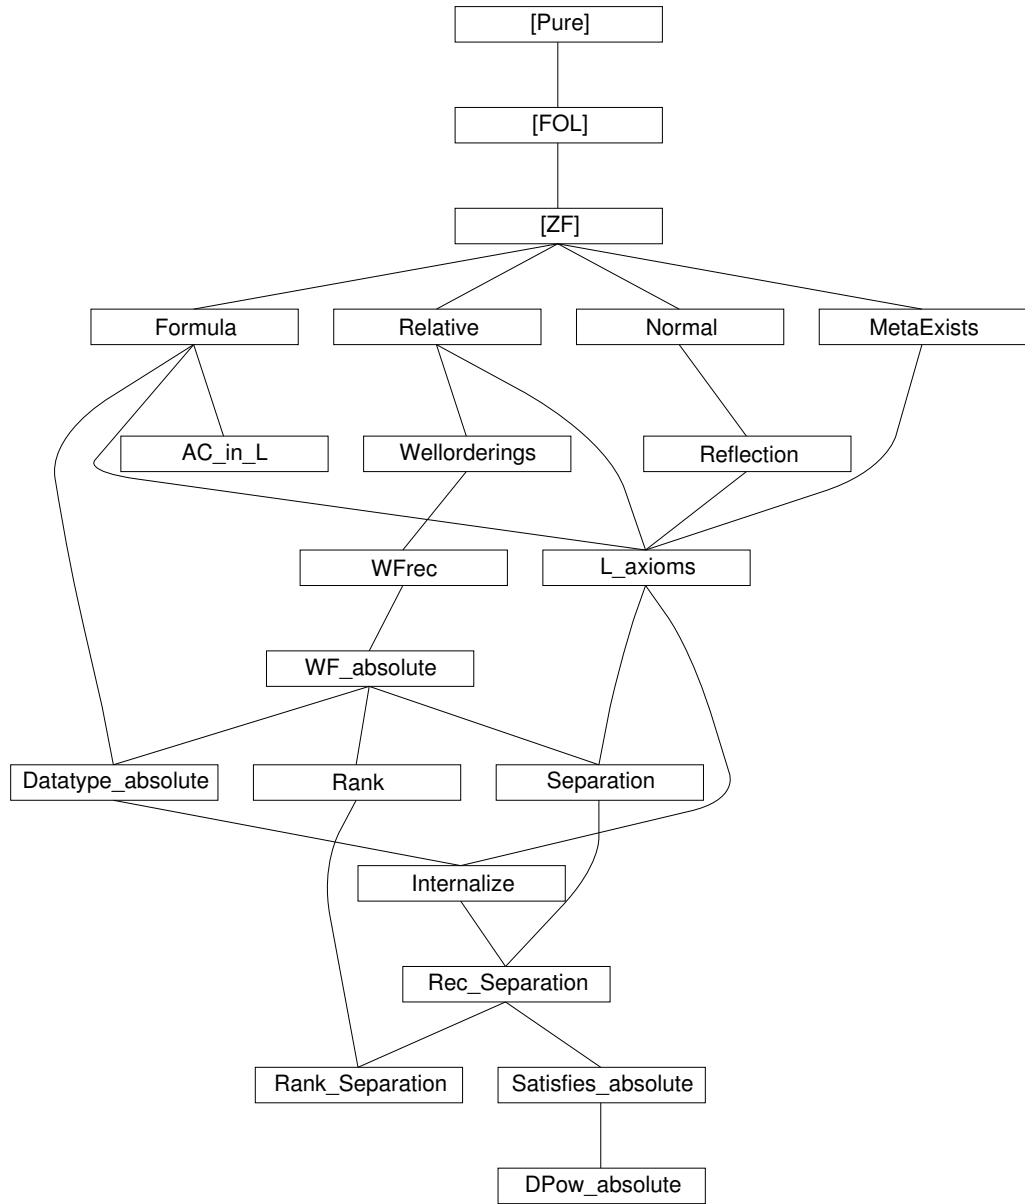 [Pure]
[FOL]
[ZF]
Formula
Relative
Normal
MetaExists
AC_in_L
Wellorderings
Reflection
WFrec
L_axioms
WF_absolute
Datatype_absolute
Rank
Separation
Internalize
Rec_Separation
Rank_Separation
Satisfies_absolute
DPow_absolute